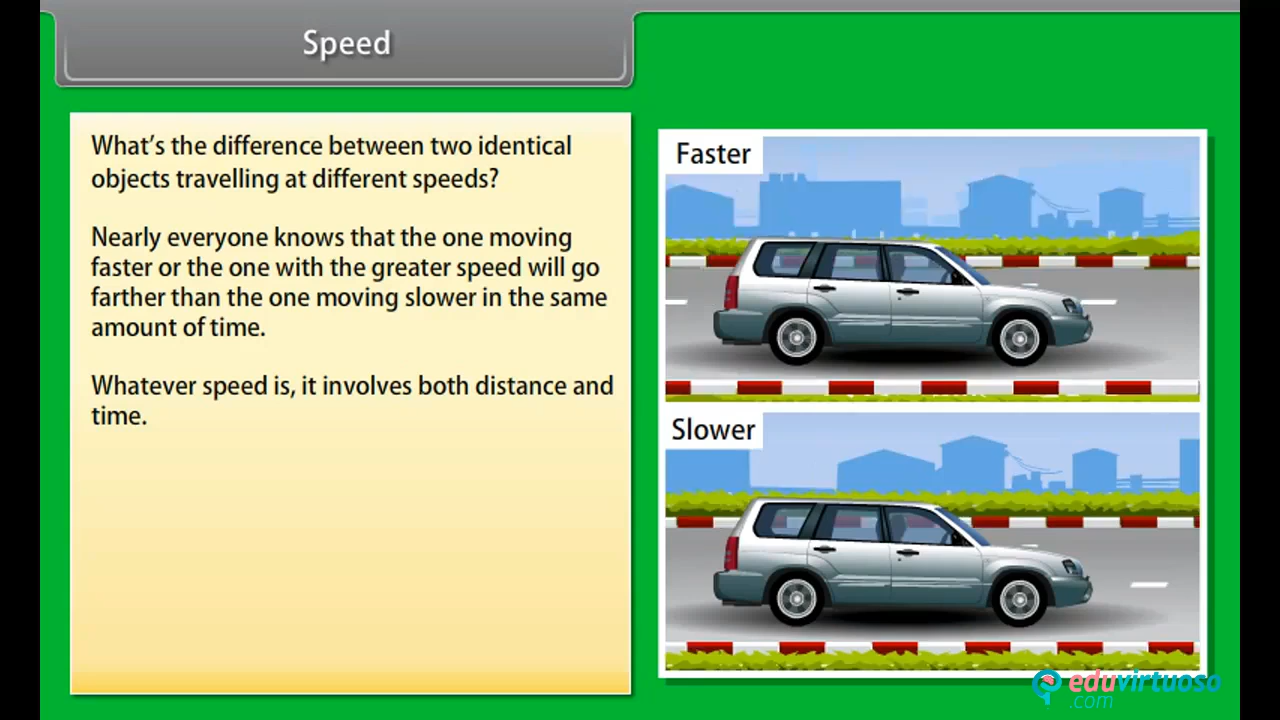 Speed
What's the difference between two identical
objects travelling at different speeds?
Nearly everyone knows that the one moving
faster or the one with the greater speed will go
farther than the one moving slower in the same
amount of time.
Whatever speed is, it involves both distance and
time.
Faster
Slower
eduvirtuoso
.com